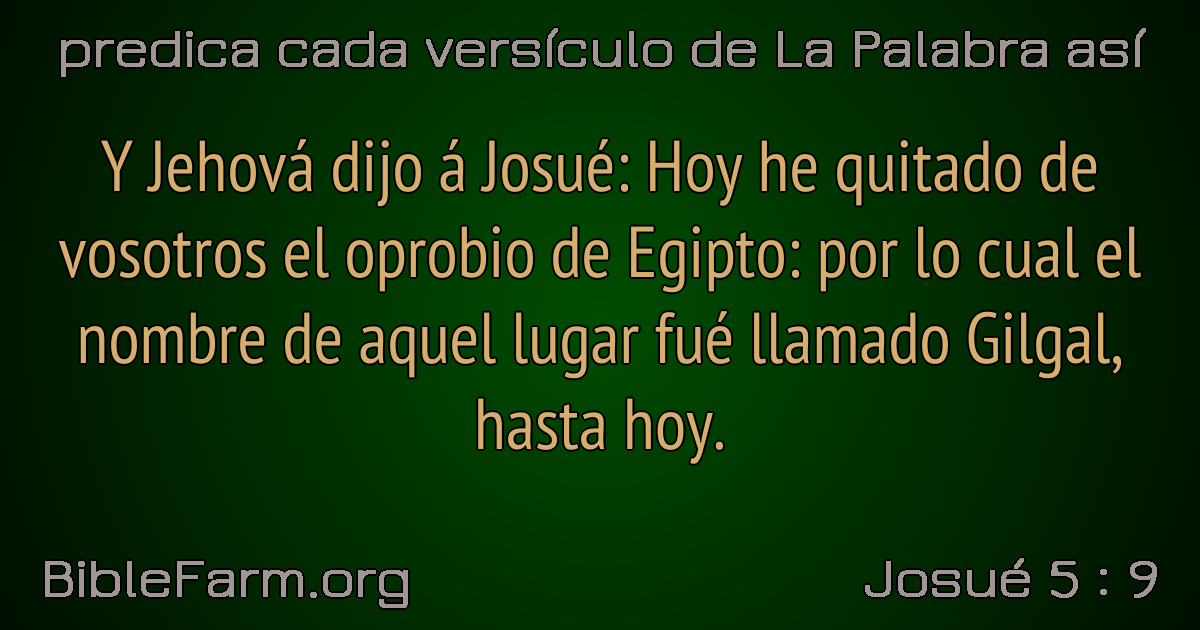 predica cada versículo de La Palabra así
Y Jehová dijo á Josué: Hoy he quitado de
vosotros el oprobio de Egipto: por lo cual el
nombre de aquel lugar fué llamado Gilgal,
hasta hoy.
BibleFarm.org
Josué 5 : 9